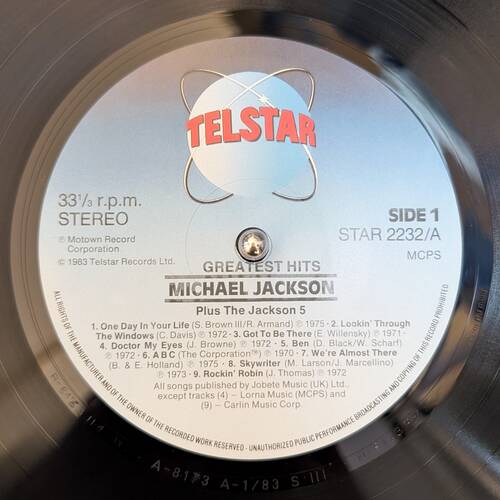 TELSTAR
33 1/3 r.p.m.
STEREO
SIDE 1
STAR 2232/A
MCPS
℗ Motown Record
Corporation
© 1983 Telstar Records Ltd.
GREATEST HITS
MICHAEL JACKSON
Plus The Jackson 5
1. One Day In Your Life (S. Brown III/R. Armand) ℗ 1975 - 2. Lookin' Through
The Windows (C. Davis) ℗ 1972 - 3. Got To Be There (E. Willensky) ℗ 1971 -
4. Doctor My Eyes (J. Browne) ℗ 1972 - 5. Ben (D. Black/W. Scharf)
℗ 1972 - 6. A B C (The Corporation™) ℗ 1970 - 7. We're Almost There
(B. & E. Holland) ℗ 1975 - 8. Skywriter (M. Larson/J. Marcellino)
℗ 1973 - 9. Rockin' Robin (J. Thomas) ℗ 1972
All songs published by Jobete Music (UK) Ltd.,
except tracks (4) – Lorna Music (MCPS) and
(9) – Carlin Music Corp.
ALL RIGHTS OF THE MANUFACTURER AND OF THE OWNER OF THE RECORDED WORK RESERVED - UNAUTHORIZED PUBLIC PERFORMANCE BROADCASTING AND COPYING OF THIS RECORD PROHIBITED
A-8173 A-1/83 S